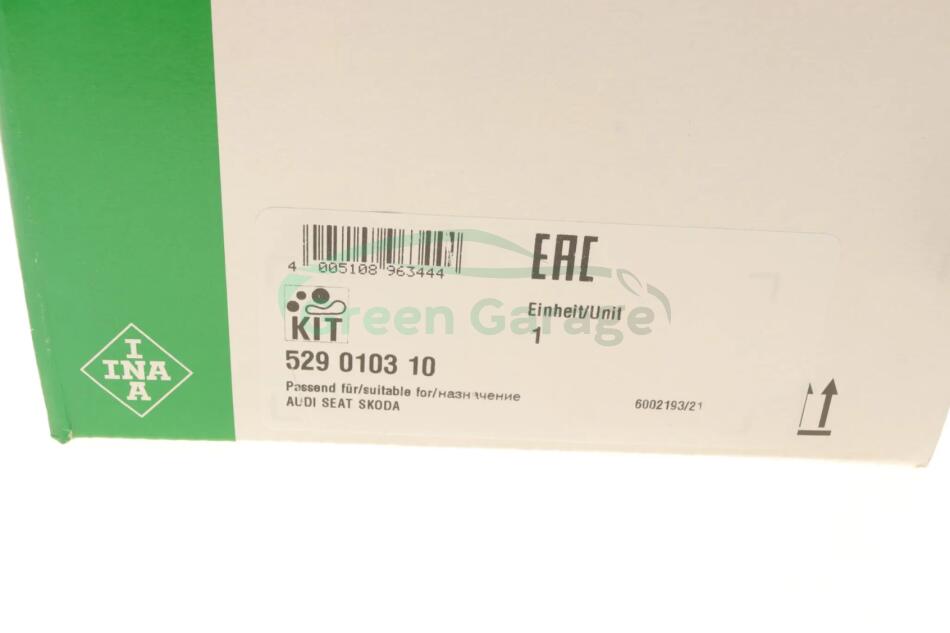 4 005108 963444
EAC
KIT
Green Garage
Einheit/Unit
1
529 0103 10
Passend für/suitable for/назначение
AUDI SEAT SKODA
6002193/21
INA
INA